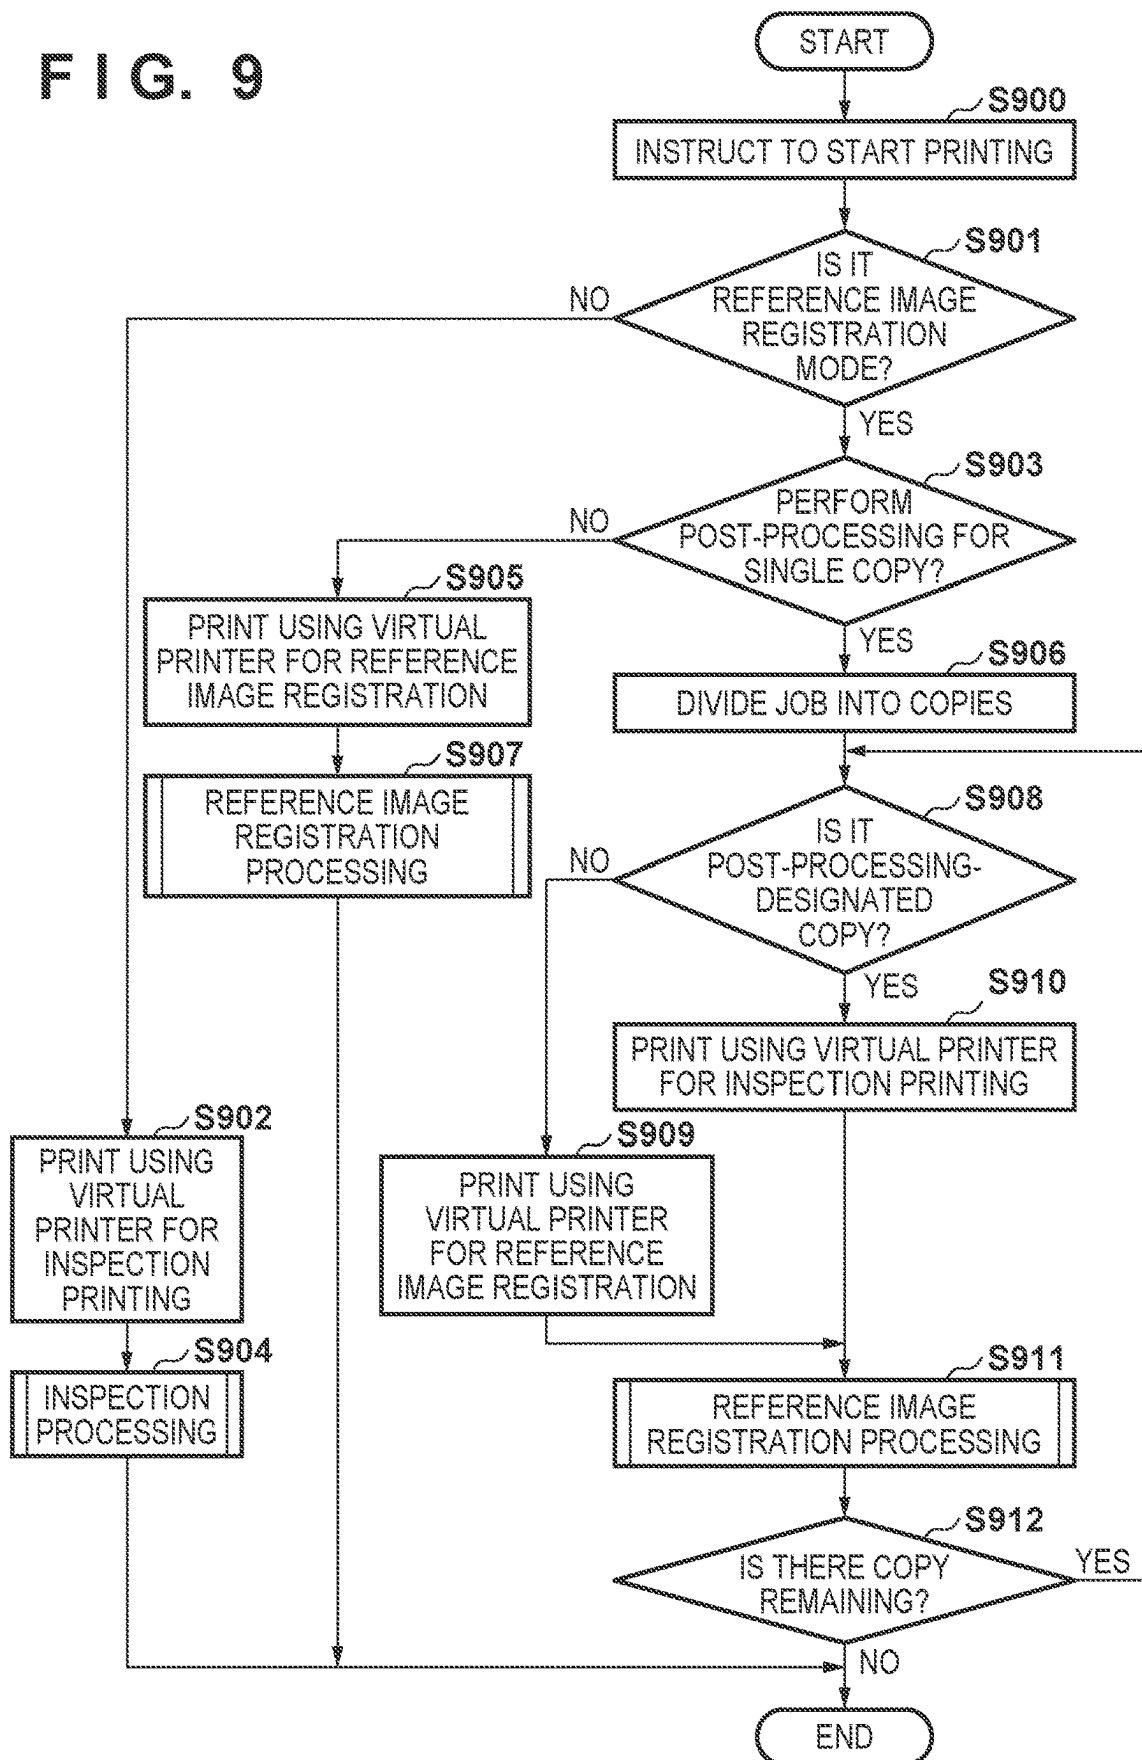 FIG. 9
START
S900
INSTRUCT TO START PRINTING
S901
IS IT
REFERENCE IMAGE
REGISTRATION
MODE?
NO
YES
S903
PERFORM
POST-PROCESSING FOR
SINGLE COPY?
NO
YES
S905
PRINT USING VIRTUAL
PRINTER FOR REFERENCE
IMAGE REGISTRATION
S906
DIVIDE JOB INTO COPIES
S907
REFERENCE IMAGE
REGISTRATION
PROCESSING
S908
IS IT
POST-PROCESSING-
DESIGNATED
COPY?
NO
YES
S910
PRINT USING VIRTUAL PRINTER
FOR INSPECTION PRINTING
S902
PRINT USING
VIRTUAL
PRINTER FOR
INSPECTION
PRINTING
S909
PRINT USING
VIRTUAL PRINTER
FOR REFERENCE
IMAGE REGISTRATION
S904
INSPECTION
PROCESSING
S911
REFERENCE IMAGE
REGISTRATION PROCESSING
S912
IS THERE COPY
REMAINING?
YES
NO
END